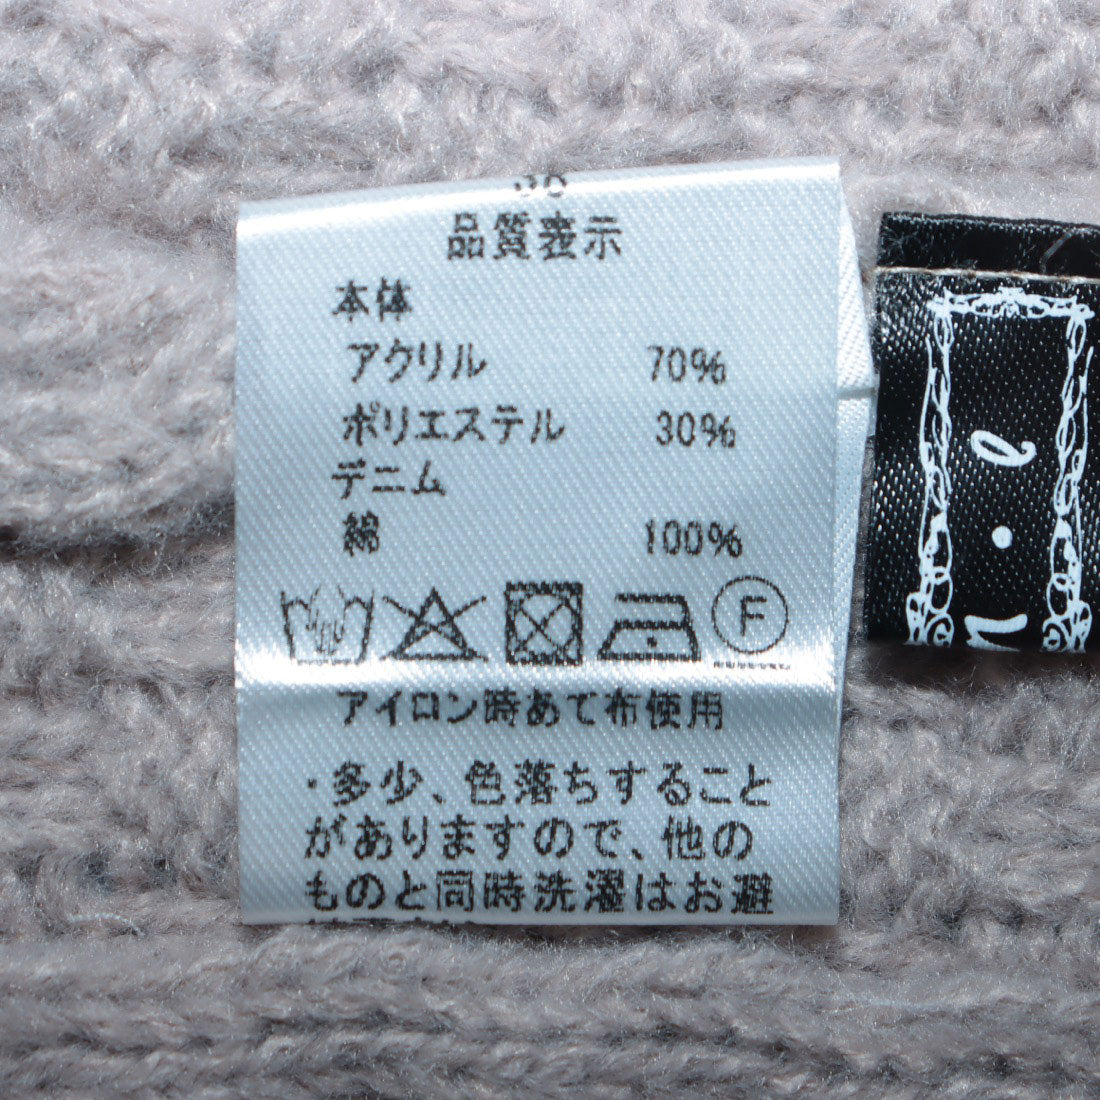 品質表示
本体
アクリル 70%
ポリエステル 30%
デニム
綿 100%
F
アイロン時あて布使用
・多少、色落ちすること
がありますので、他の
ものと同時洗濯はお避